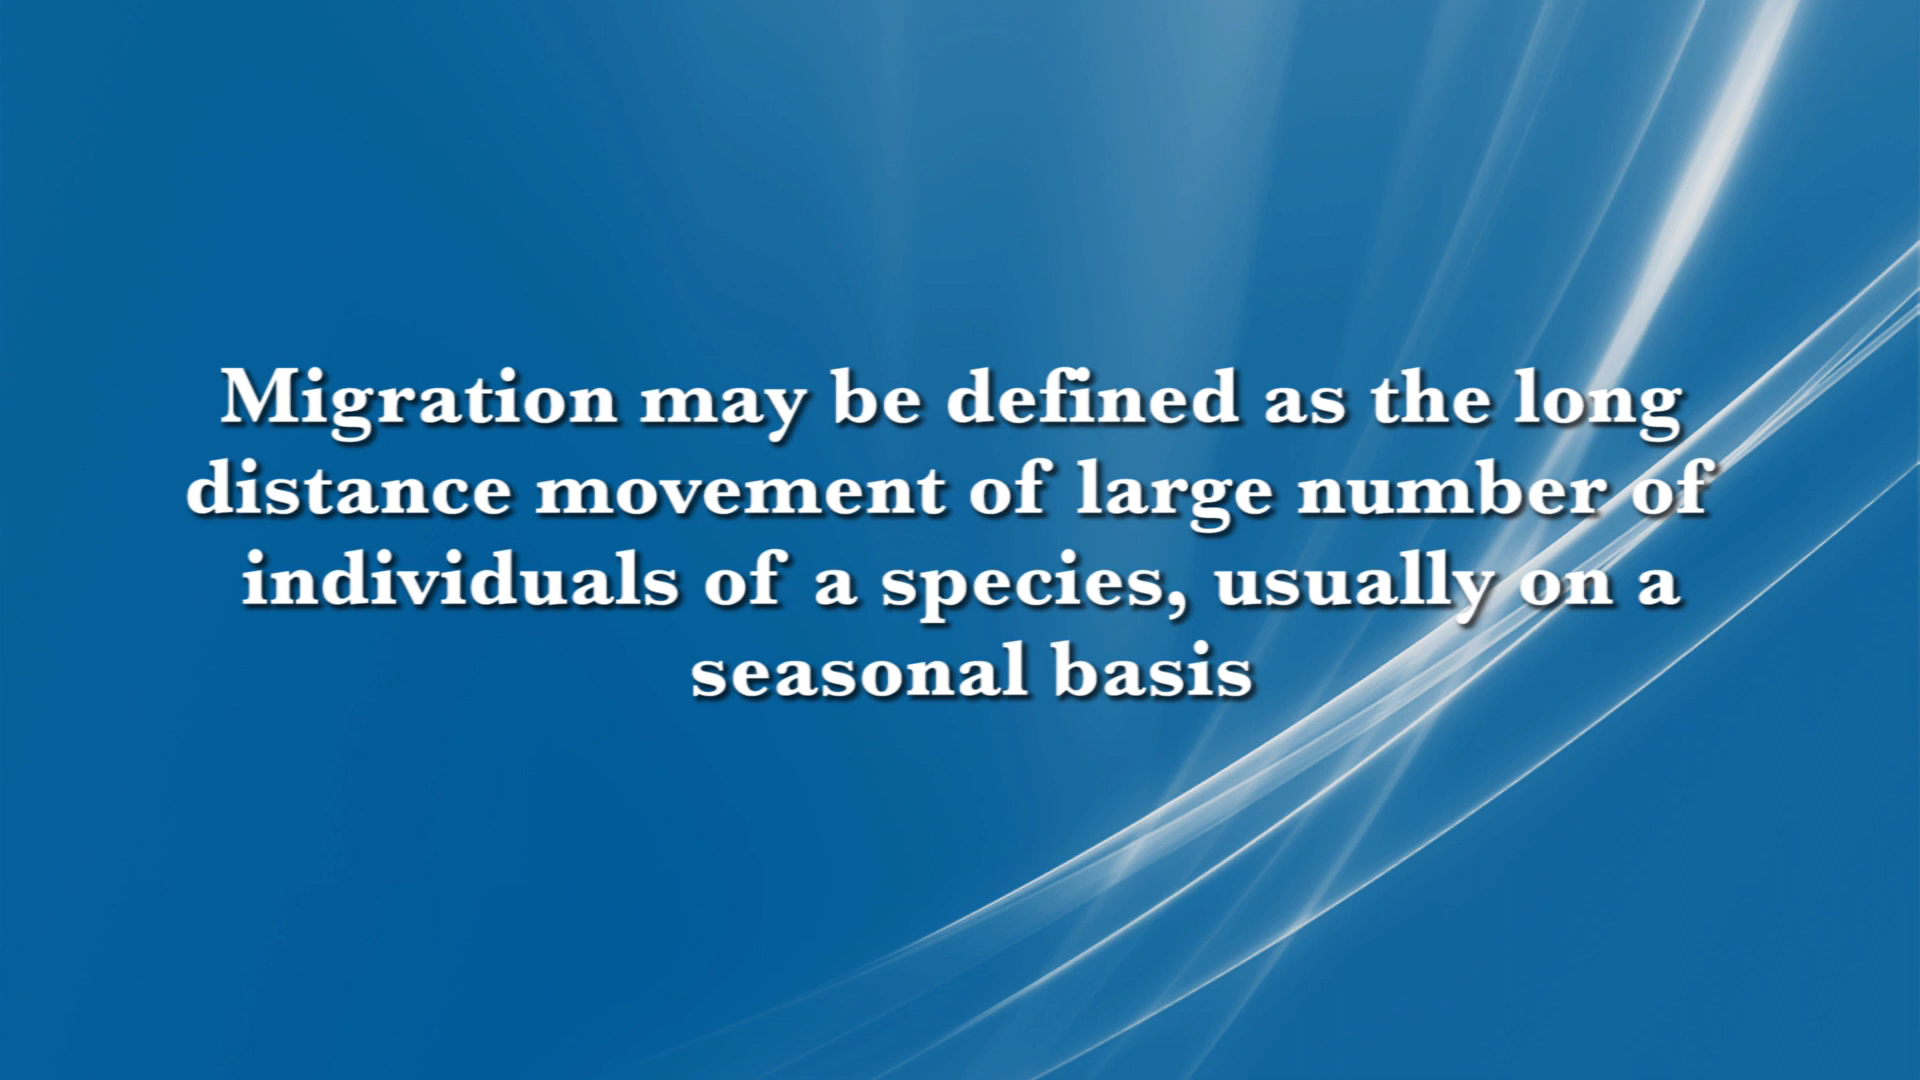 Migration may be defined as the long
distance movement of large number of
individuals of a species, usually on a
seasonal basis